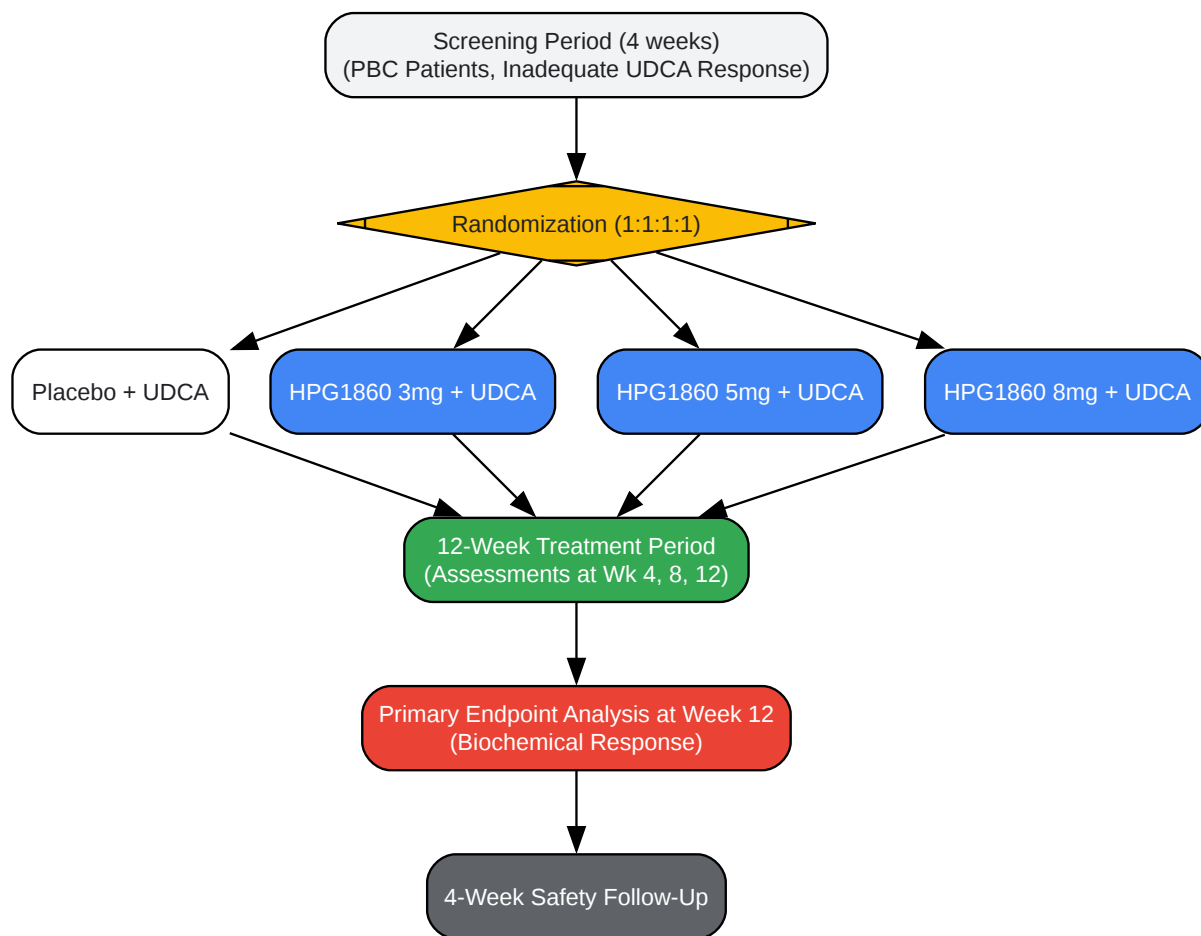 Screening Period (4 weeks)
(PBC Patients, Inadequate UDCA Response)
Randomization (1:1:1:1)
Placebo + UDCA
HPG1860 3mg + UDCA
HPG1860 5mg + UDCA
HPG1860 8mg + UDCA
12-Week Treatment Period
(Assessments at Wk 4, 8, 12)
Primary Endpoint Analysis at Week 12
(Biochemical Response)
4-Week Safety Follow-Up